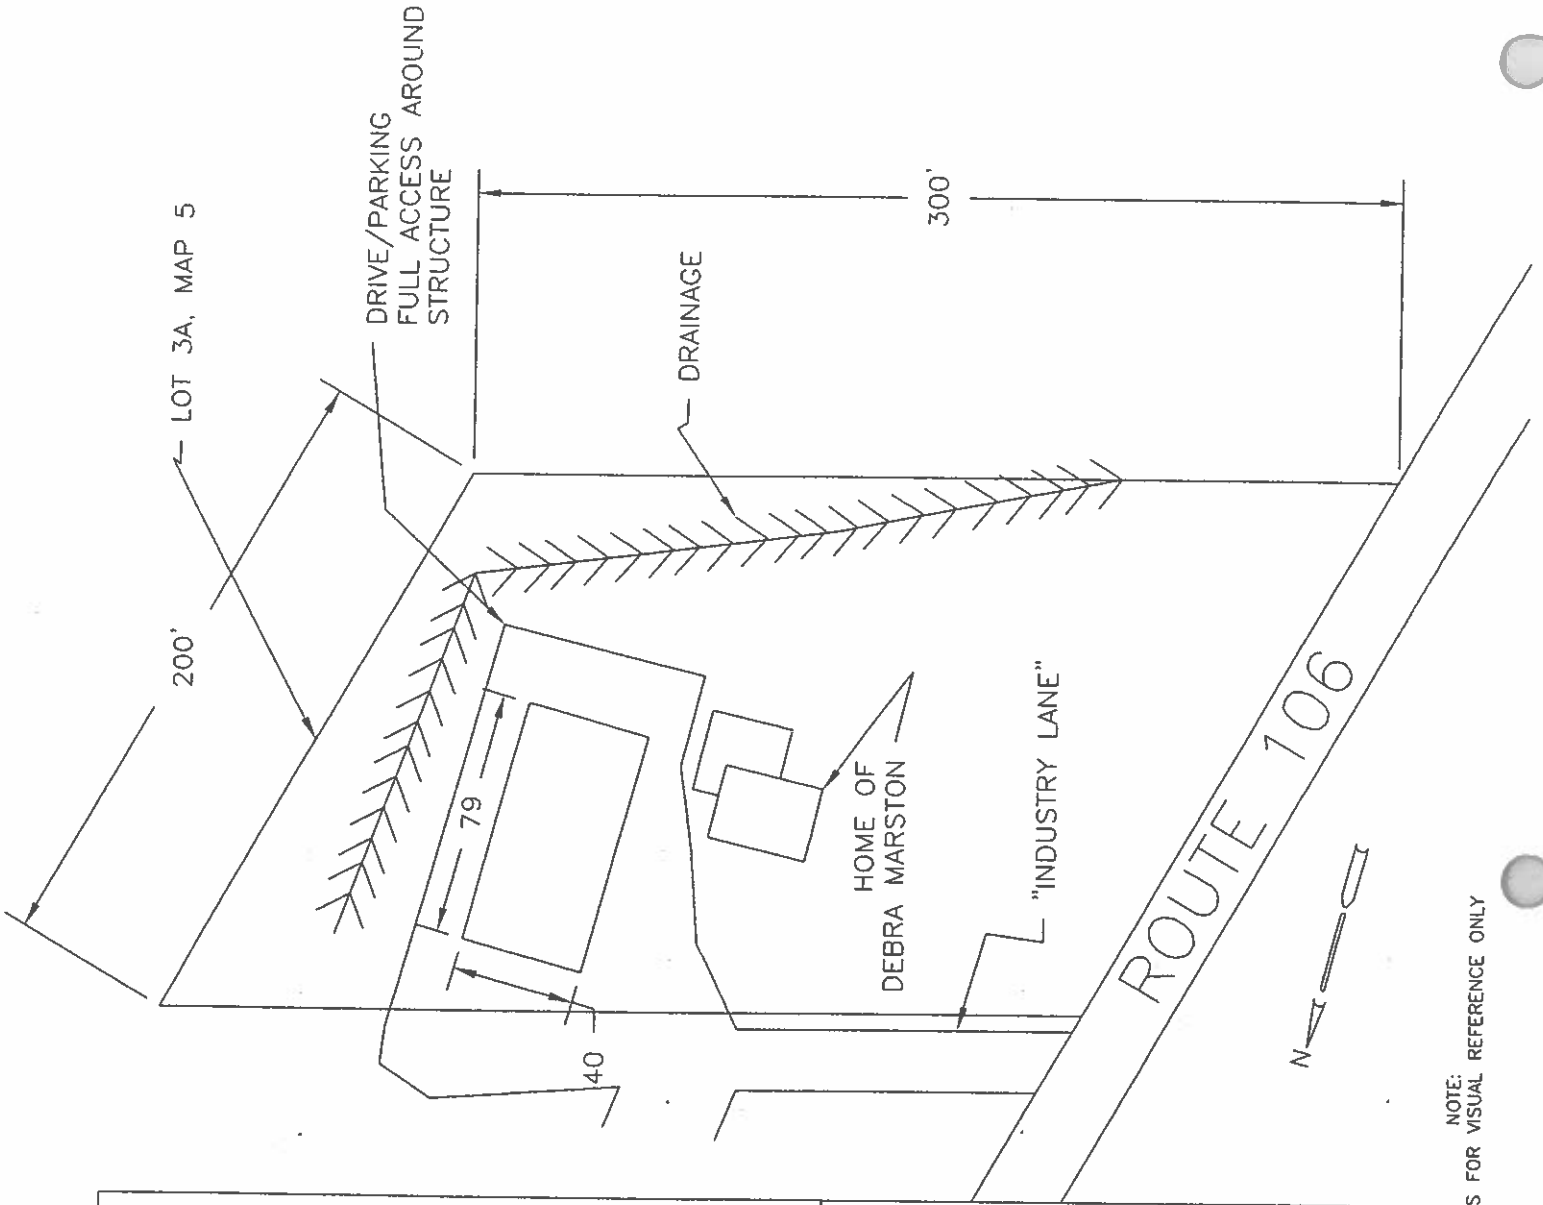 LOT 3A, MAP 5
DRIVE/PARKING
FULL ACCESS AROUND
STRUCTURE
200'
300'
DRAINAGE
79
40
HOME OF
DEBRA MARSTON
"INDUSTRY LANE"
ROUTE 106
N
NOTE:
S FOR VISUAL REFERENCE ONLY